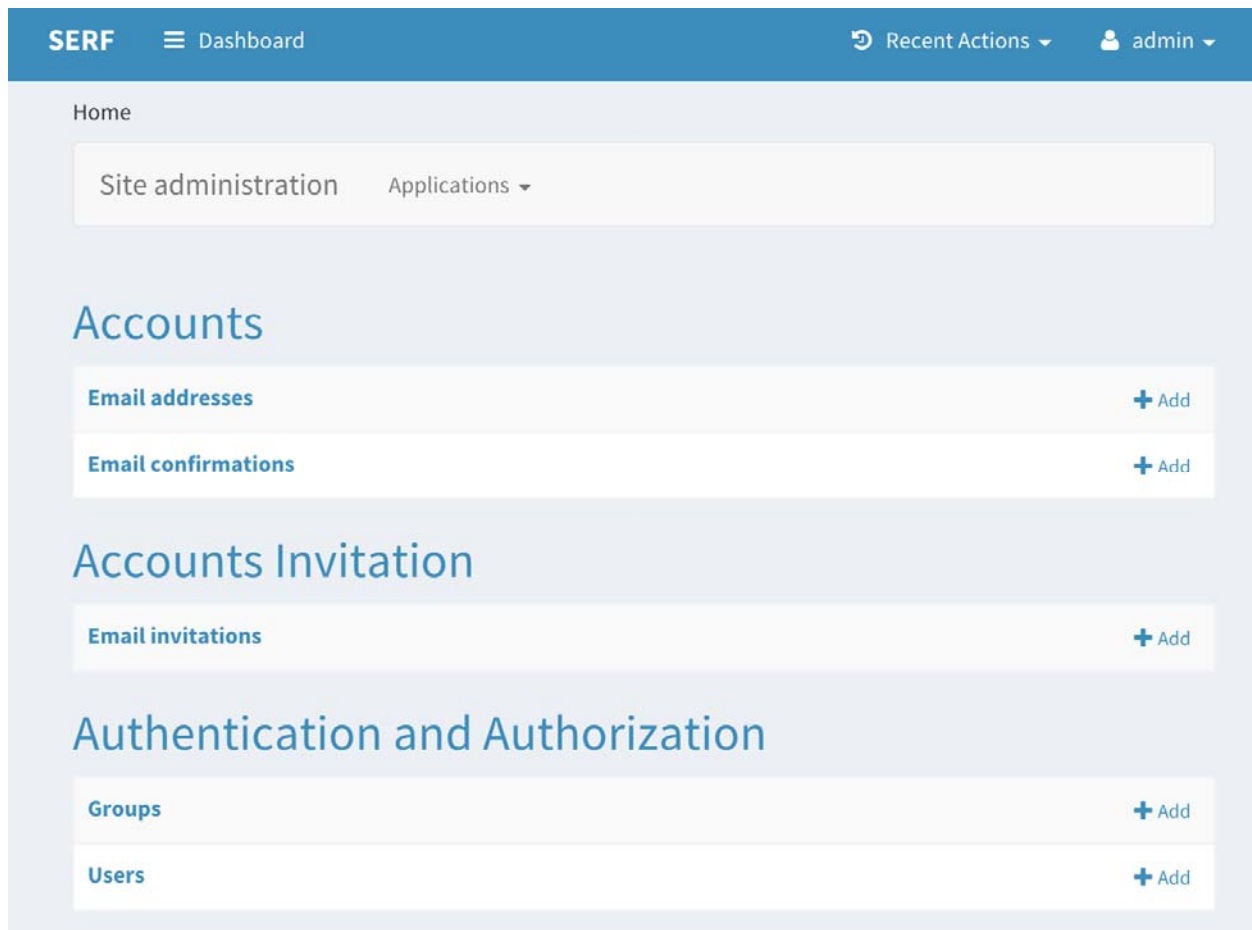 SERF Dashboard Recent Actions admin
Home
Site administration Applications
Accounts
Email addresses Add
Email confirmations Add
Accounts Invitation
Email invitations Add
Authentication and Authorization
Groups Add
Users Add